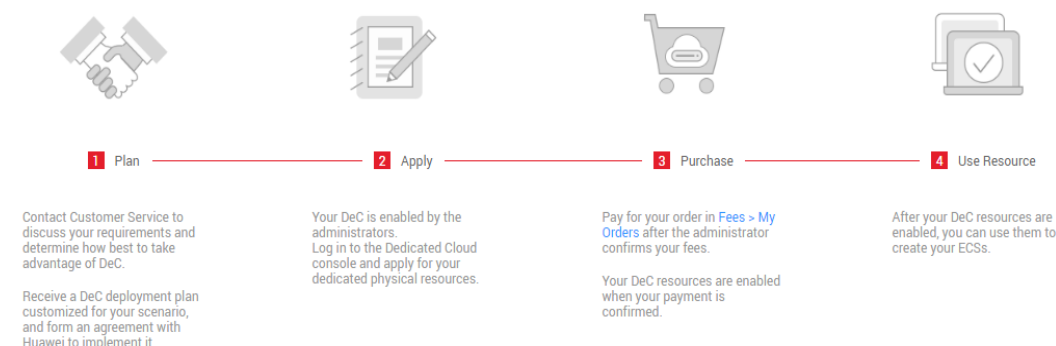 1 Plan
2 Apply
3 Purchase
4 Use Resource
Contact Customer Service to
discuss your requirements and
determine how best to take
advantage of DeC.
Receive a DeC deployment plan
customized for your scenario,
and form an agreement with
Huawei to implement it
Your DeC is enabled by the
administrators.
Log in to the Dedicated Cloud
console and apply for your
dedicated physical resources.
Pay for your order in Fees > My
Orders after the administrator
confirms your fees.
Your DeC resources are enabled
when your payment is
confirmed.
After your DeC resources are
enabled, you can use them to
create your ECSs.